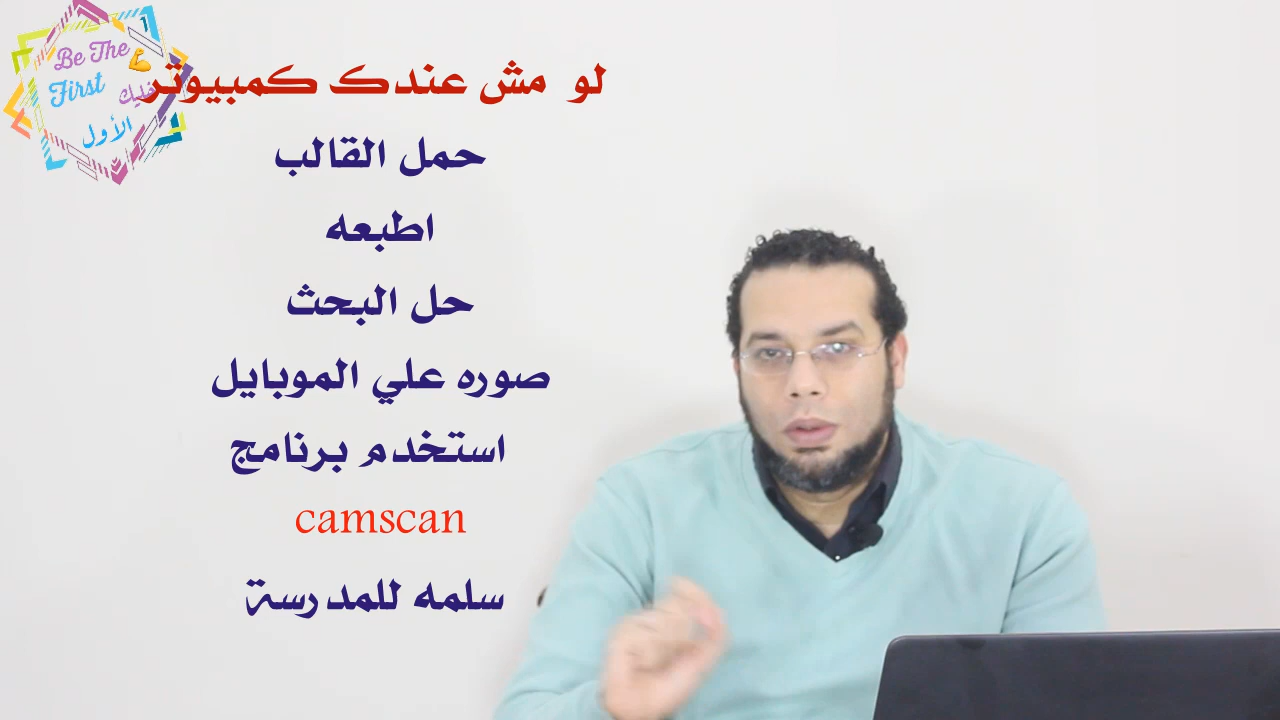 Be The
First
خليك
الأول
لو مش عندك كمبيوتر
حمل القالب
اطبعه
حل البحث
صوره علي الموبايل
استخدم برنامج
camscan
سلمه للمدرسة